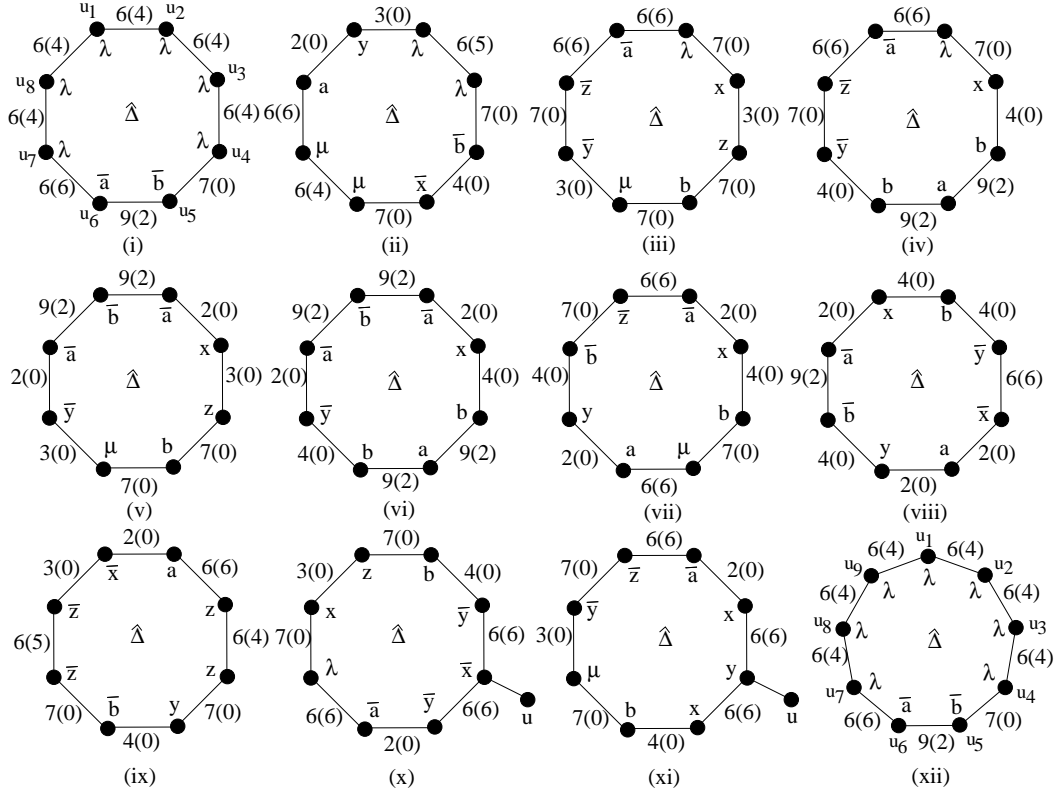 u1 6(4) u2 3(0) 6(6) 6(6)
6(4) λ λ 6(4) 2(0) y λ̄ 6(5) 6(6) a̅ λ 7(0) 6(6) a̅ λ 7(0)
u8 λ λ u3 a λ z̅ x z̅ x
6(4) Δ̂ 6(4) 6(6) Δ̂ 7(0) 7(0) Δ̂ 3(0) 7(0) Δ̂ 4(0)
u7 λ λ u4 μ b̅ y̅ z y̅ b
6(6) a̅ b̅ 7(0) 6(4) μ x̅ 4(0) 3(0) μ b 7(0) 4(0) b a 9(2)
u6 9(2) u5 7(0) 7(0) 9(2)
(i) (ii) (iii) (iv)
9(2) 9(2) 6(6) 4(0)
9(2) b̅ a̅ 2(0) 9(2) b̅ a̅ 2(0) 7(0) z̅ a̅ 2(0) 2(0) x b 4(0)
a̅ x a̅ x b̅ x a̅ y̅
2(0) Δ̂ 3(0) 2(0) Δ̂ 4(0) 4(0) Δ̂ 4(0) 9(2) Δ̂ 6(6)
y̅ z y̅ b y b b̅ x̅
3(0) μ b 7(0) 4(0) b a 9(2) 2(0) a μ 7(0) 4(0) y a 2(0)
7(0) 9(2) 6(6) 2(0)
(v) (vi) (vii) (viii)
2(0) 7(0) 6(6) u1
3(0) x̅ a 6(6) 3(0) z b 4(0) 7(0) z̅ a̅ 2(0) u9 6(4) λ 6(4) u2
z̅ z x y̅ y̅ x 6(4) λ λ 6(4)
6(5) Δ̂ 6(4) 7(0) Δ̂ 6(6) 3(0) Δ̂ 6(6) u8 λ Δ̂ λ u3
z̅ z λ x̅ μ y 6(4) λ λ 6(4)
7(0) b̅ y 7(0) 6(6) a̅ y̅ 6(6) u 7(0) b x 6(6) u u7 6(6) a̅ b̅ 7(0) u4
4(0) 2(0) 4(0) u6 9(2) u5
(ix) (x) (xi) (xii)